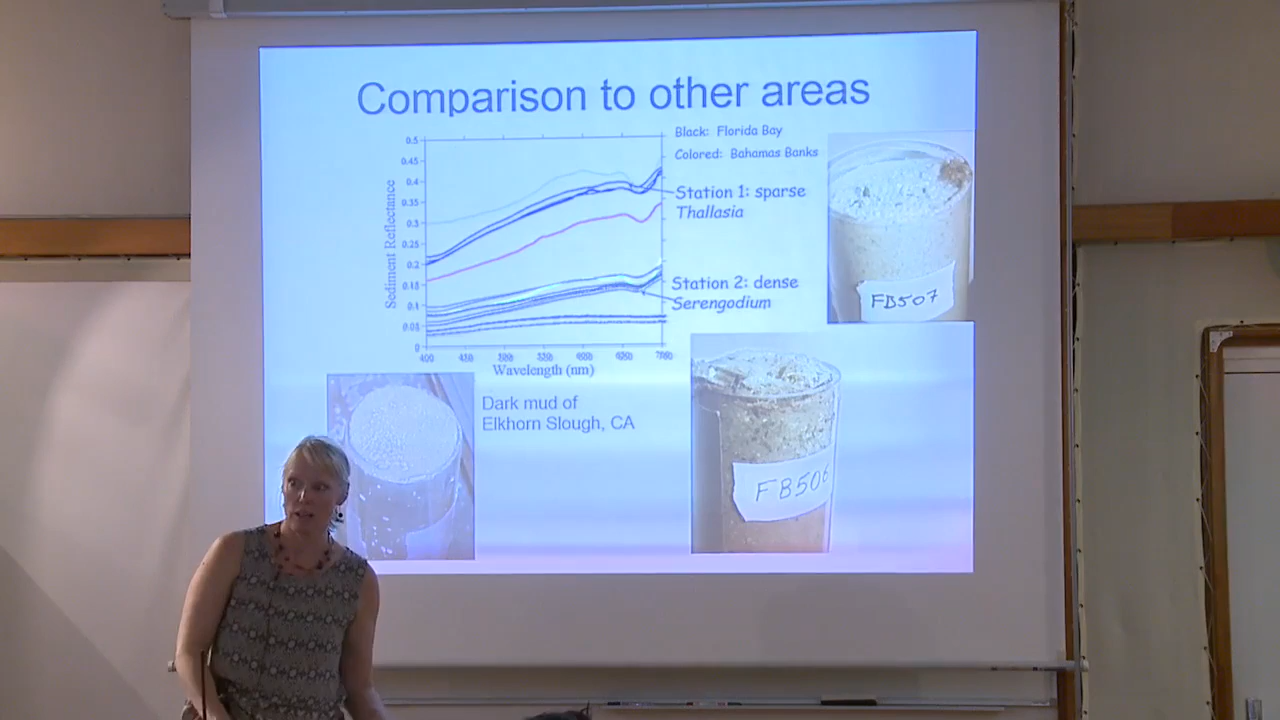 Comparison to other areas
Black: Florida Bay
Colored: Bahamas Banks
Station 1: sparse
Thallasia
Station 2: dense
Serengodium
Sediment Reflectance
0.5
0.45
0.4
0.35
0.3
0.25
0.2
0.15
0.1
0.05
0
400
450
500
550
600
650
700
Wavelength (nm)
Dark mud of
Elkhorn Slough, CA
FB507
FB506